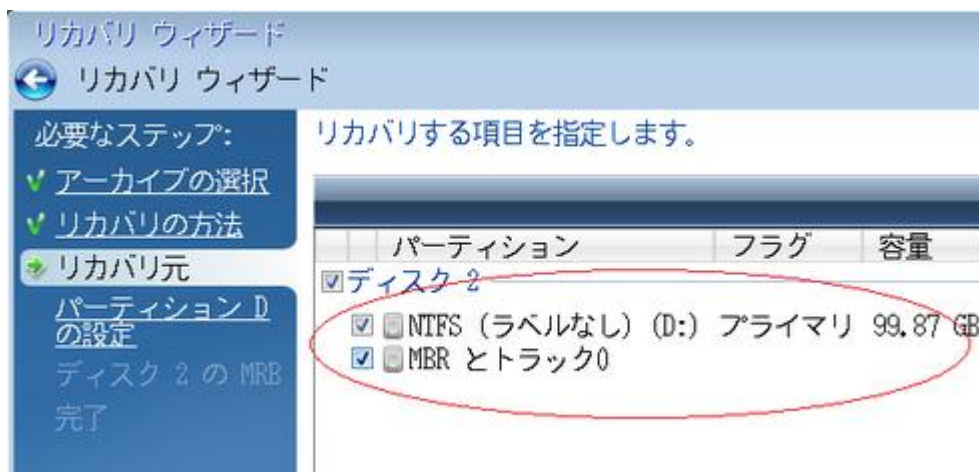 リカバリ ウィザード
リカバリ ウィザード
必要なステップ:
アーカイブの選択
リカバリの方法
リカバリ元
パーティション D
の設定
ディスク 2 の MRB
完了
リカバリする項目を指定します。
パーティション フラグ 容量
ディスク 2
NTFS (ラベルなし) (D:) プライマリ 99.87 GB
MBR とトラック0